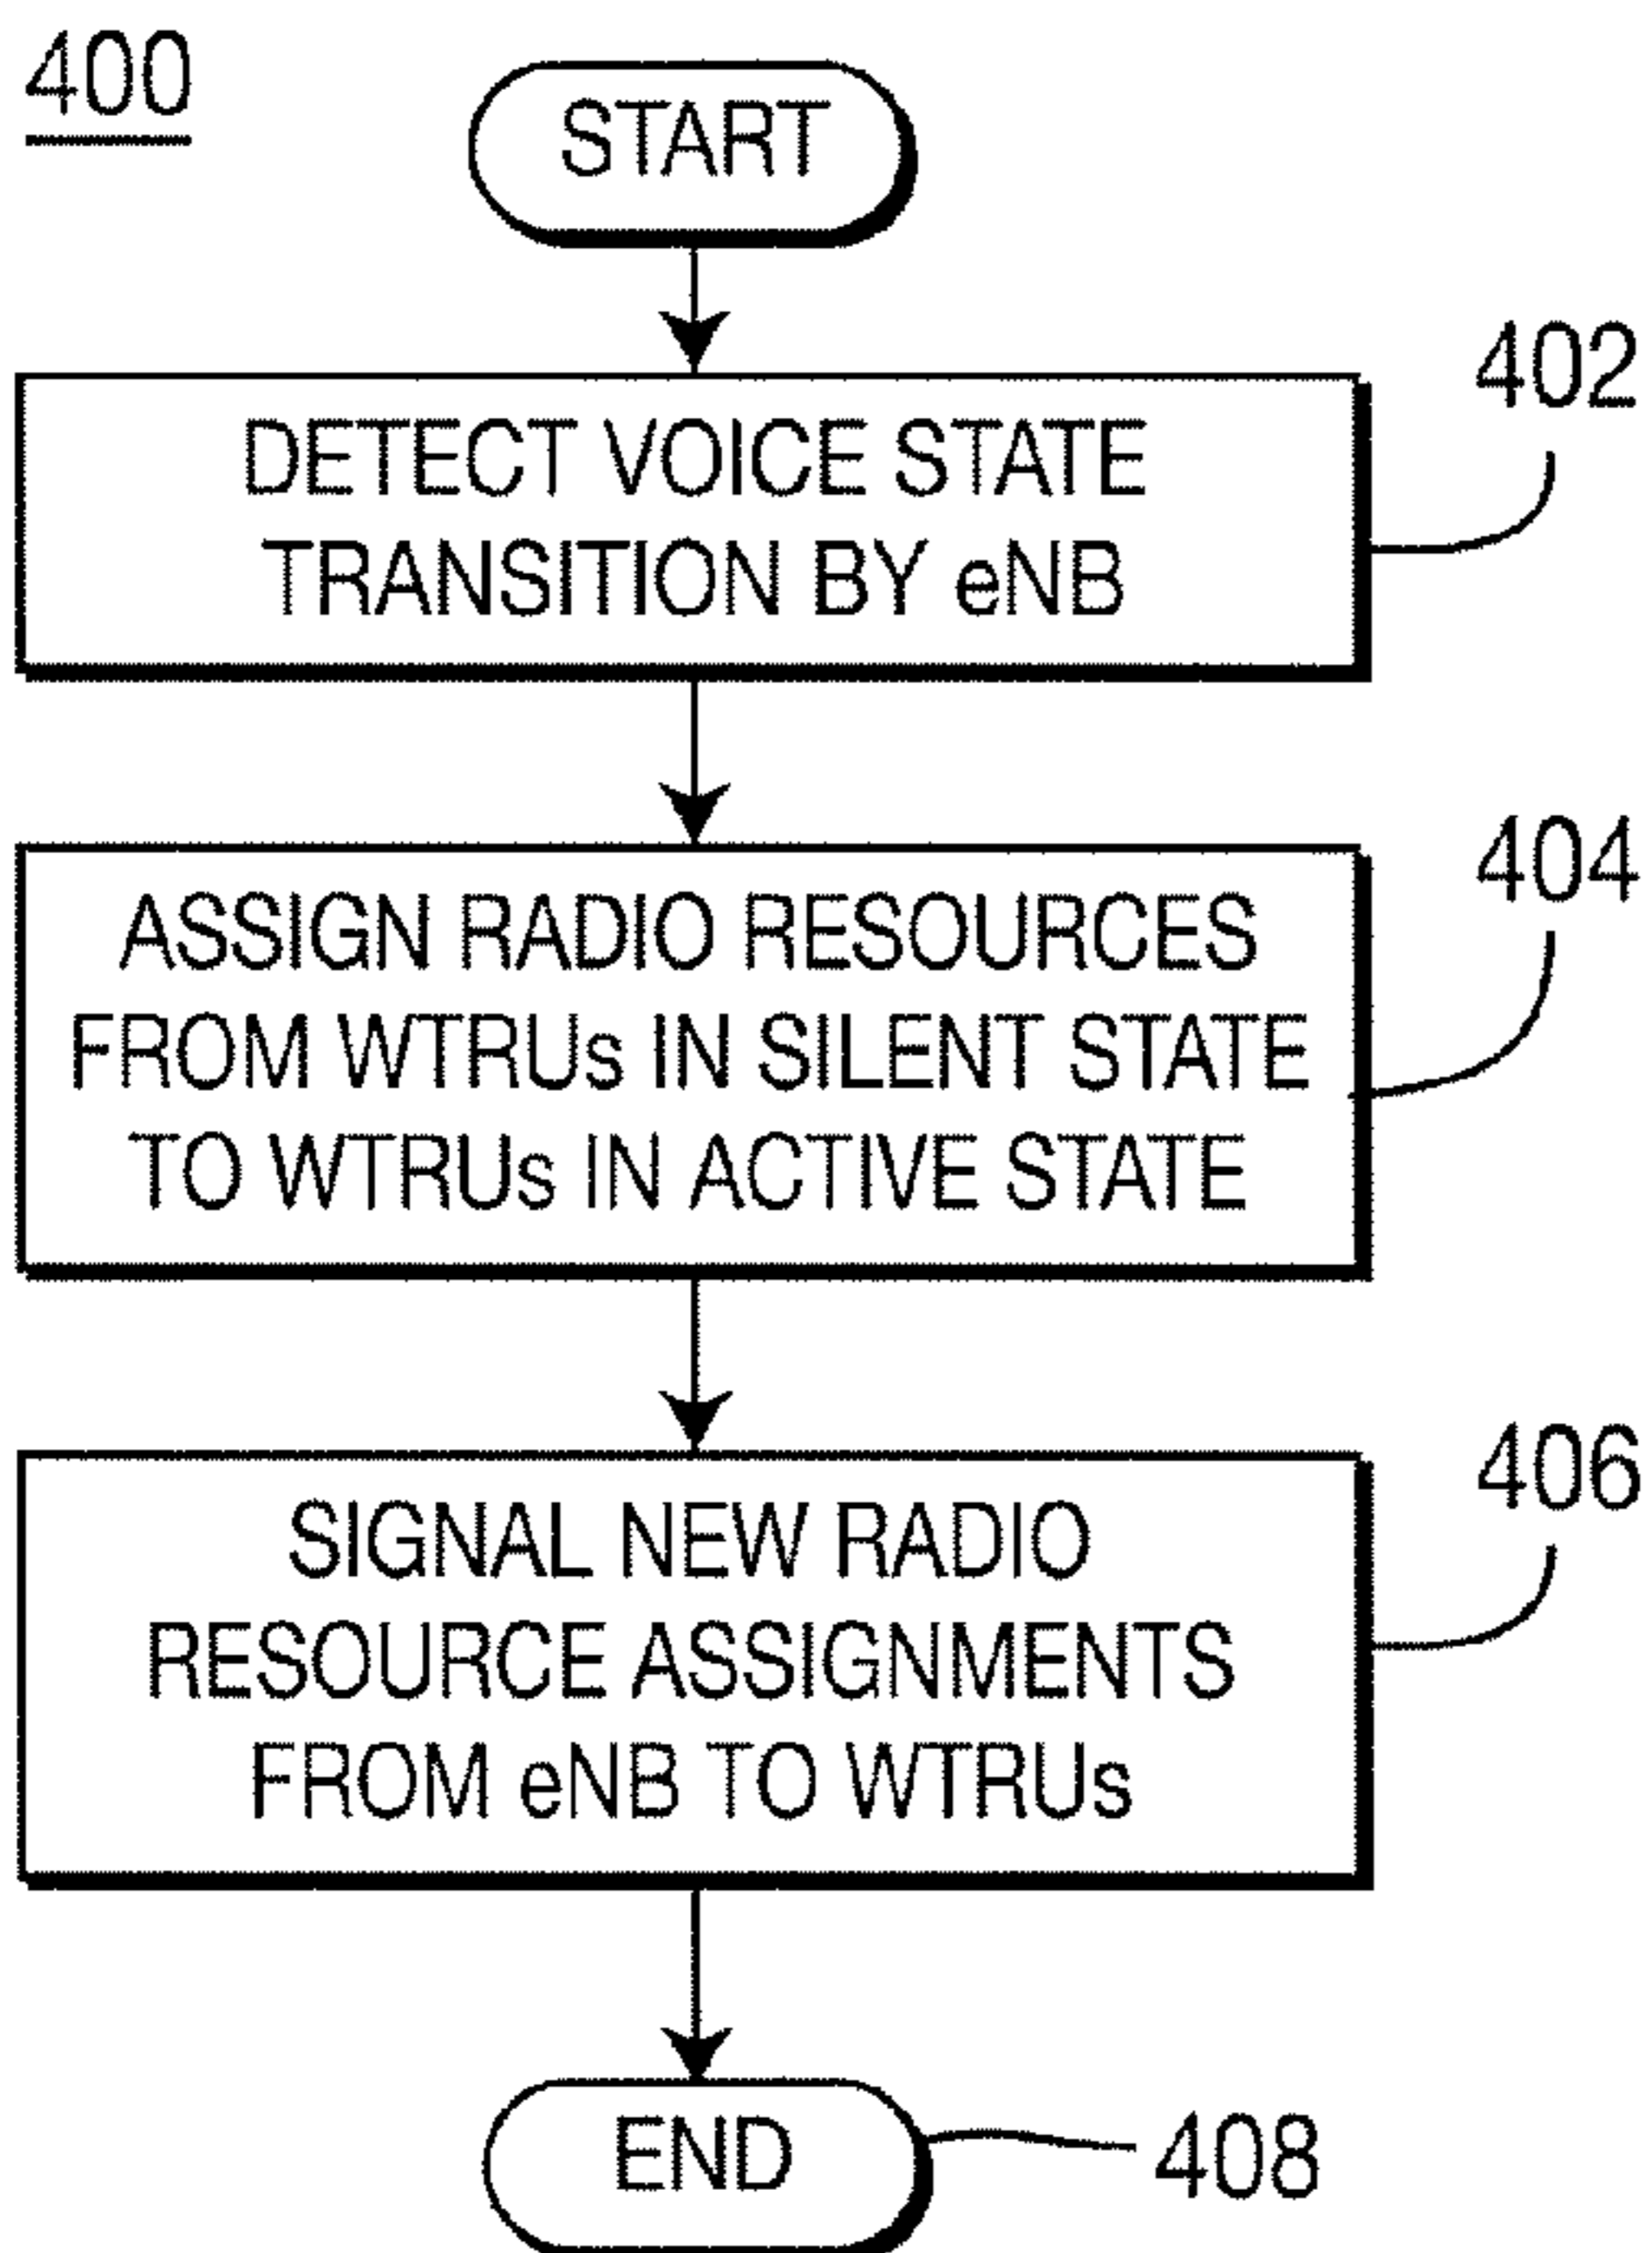 400
START
402
DETECT VOICE STATE
TRANSITION BY eNB
404
ASSIGN RADIO RESOURCES
FROM WTRUs IN SILENT STATE
TO WTRUs IN ACTIVE STATE
406
SIGNAL NEW RADIO
RESOURCE ASSIGNMENTS
FROM eNB TO WTRUs
END
408